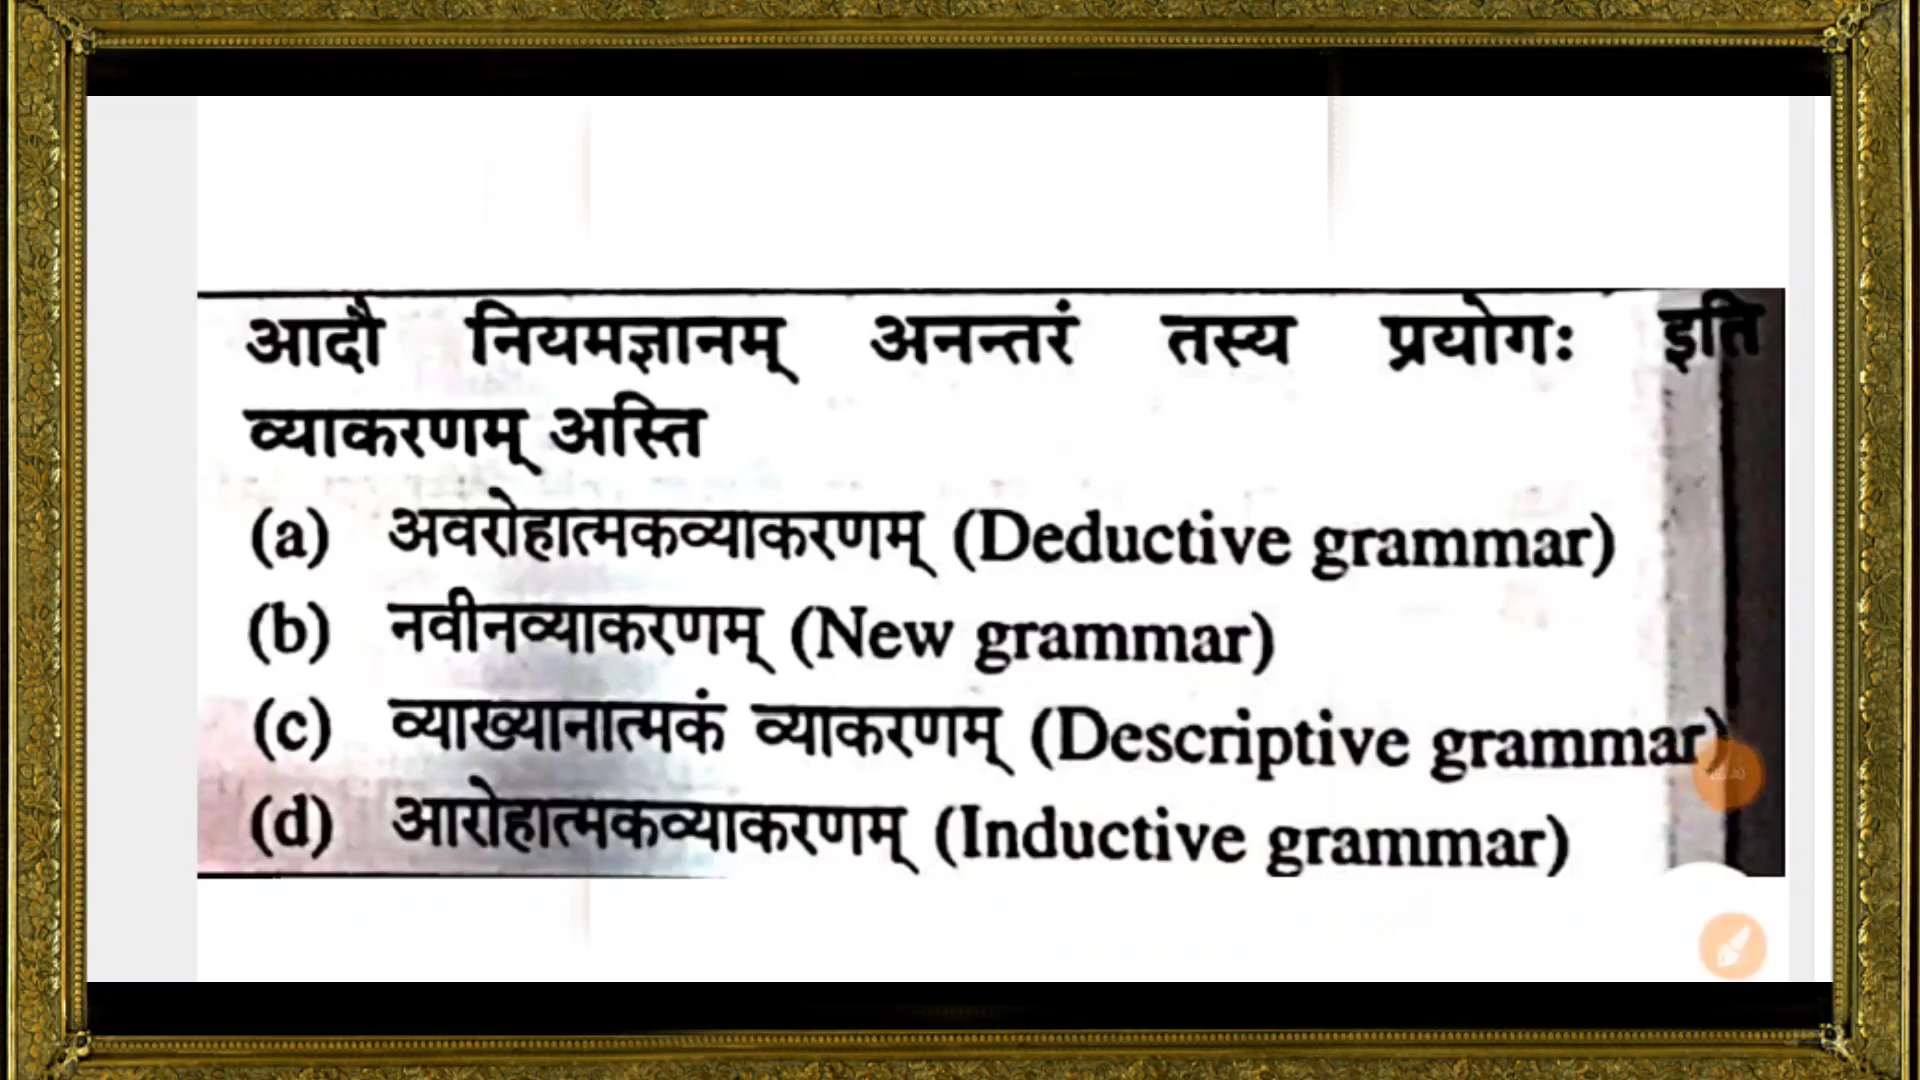 आदौ नियमज्ञानम् अनन्तरं तस्य प्रयोगः इति
व्याकरणम् अस्ति
(a) अवरोहात्मकव्याकरणम् (Deductive grammar)
(b) नवीनव्याकरणम् (New grammar)
(c) व्याख्यानात्मकं व्याकरणम् (Descriptive grammar)
(d) आरोहात्मकव्याकरणम् (Inductive grammar)